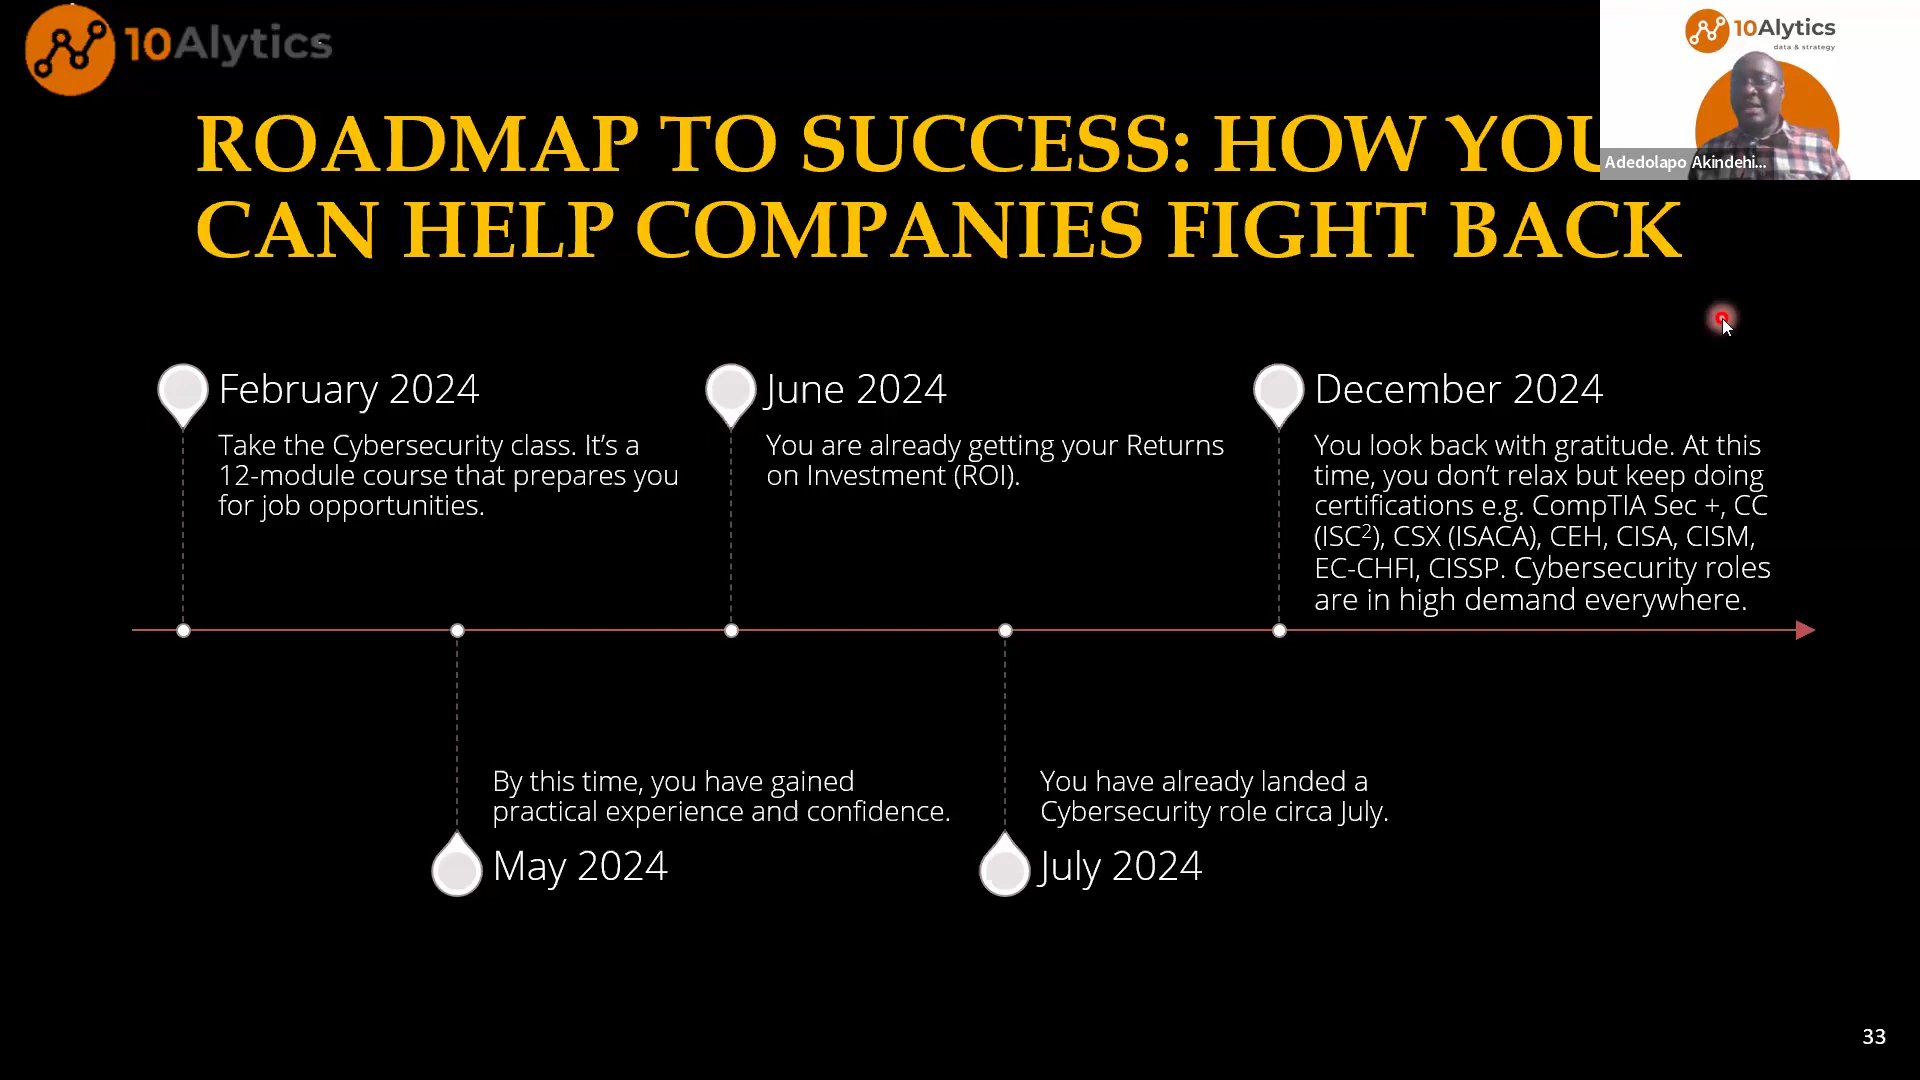 10Alytics
10Alytics
data & strategy
Adedolapo Akindehi...
ROADMAP TO SUCCESS: HOW YOU
CAN HELP COMPANIES FIGHT BACK
February 2024
Take the Cybersecurity class. It’s a
12-module course that prepares you
for job opportunities.
June 2024
You are already getting your Returns
on Investment (ROI).
December 2024
You look back with gratitude. At this
time, you don’t relax but keep doing
certifications e.g. CompTIA Sec +, CC
(ISC²), CSX (ISACA), CEH, CISA, CISM,
EC-CHFI, CISSP. Cybersecurity roles
are in high demand everywhere.
By this time, you have gained
practical experience and confidence.
May 2024
You have already landed a
Cybersecurity role circa July.
July 2024
33